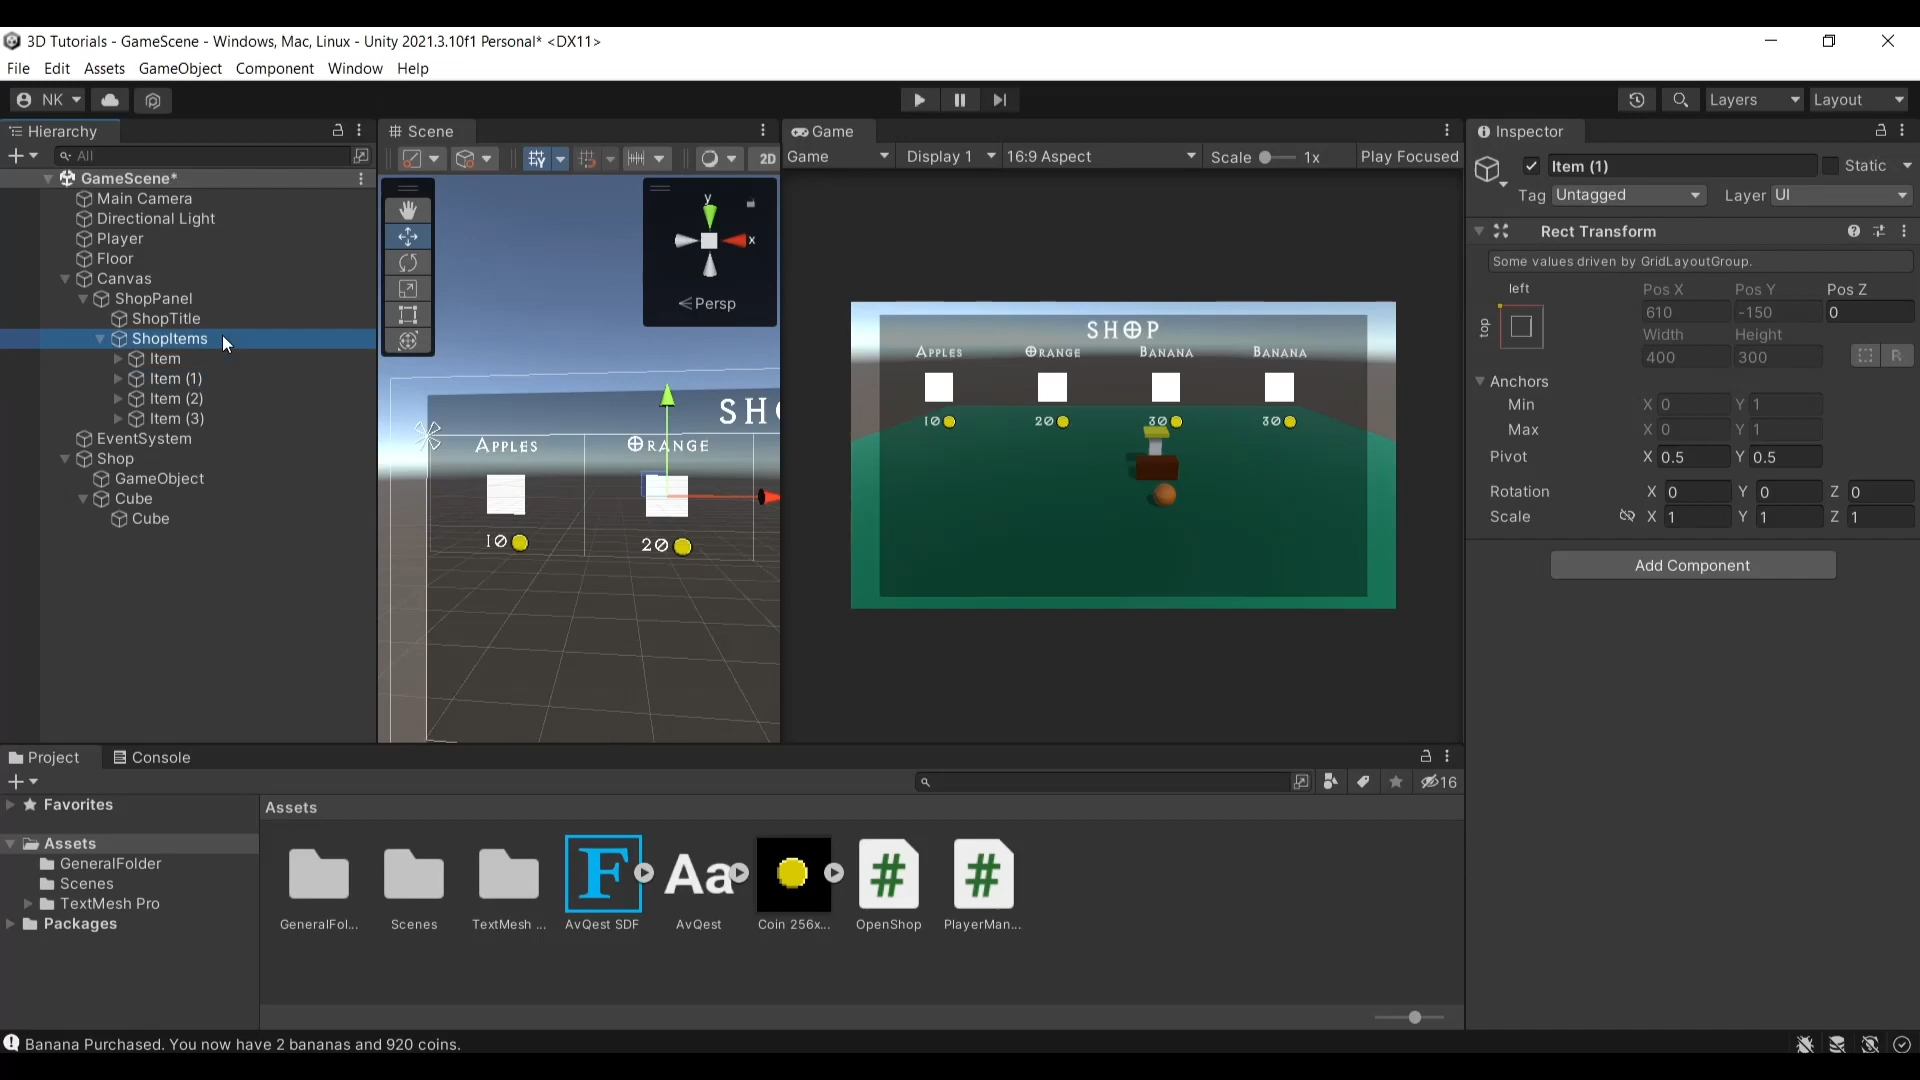 3D Tutorials - GameScene - Windows, Mac, Linux - Unity 2021.3.10f1 Personal* <DX11>
File Edit Assets GameObject Component Window Help
NK Layers Layout
Hierarchy
All
GameScene*
Main Camera
Directional Light
Player
Floor
Canvas
ShopPanel
ShopTitle
ShopItems
Item
Item (1)
Item (2)
Item (3)
EventSystem
Shop
GameObject
Cube
Cube
Scene
2D
y
x
Persp
SH
APPLES ORANGE
10 20
Game
Game Display 1 16:9 Aspect Scale 1x Play Focused
SHOP
APPLES ORANGE BANANA BANANA
10 20 30 30
Inspector
Item (1) Static
Tag Untagged Layer UI
Rect Transform
Some values driven by GridLayoutGroup.
left Pos X Pos Y Pos Z
top 610 -150 0
Width Height
400 300 R
Anchors
Min X 0 Y 1
Max X 0 Y 1
Pivot X 0.5 Y 0.5
Rotation X 0 Y 0 Z 0
Scale X 1 Y 1 Z 1
Add Component
Project Console
16
Favorites
Assets
GeneralFolder
Scenes
TextMesh Pro
Packages
Assets
F Aa # #
GeneralFol... Scenes TextMesh ... AvQest SDF AvQest Coin 256x... OpenShop PlayerMan...
Banana Purchased. You now have 2 bananas and 920 coins.